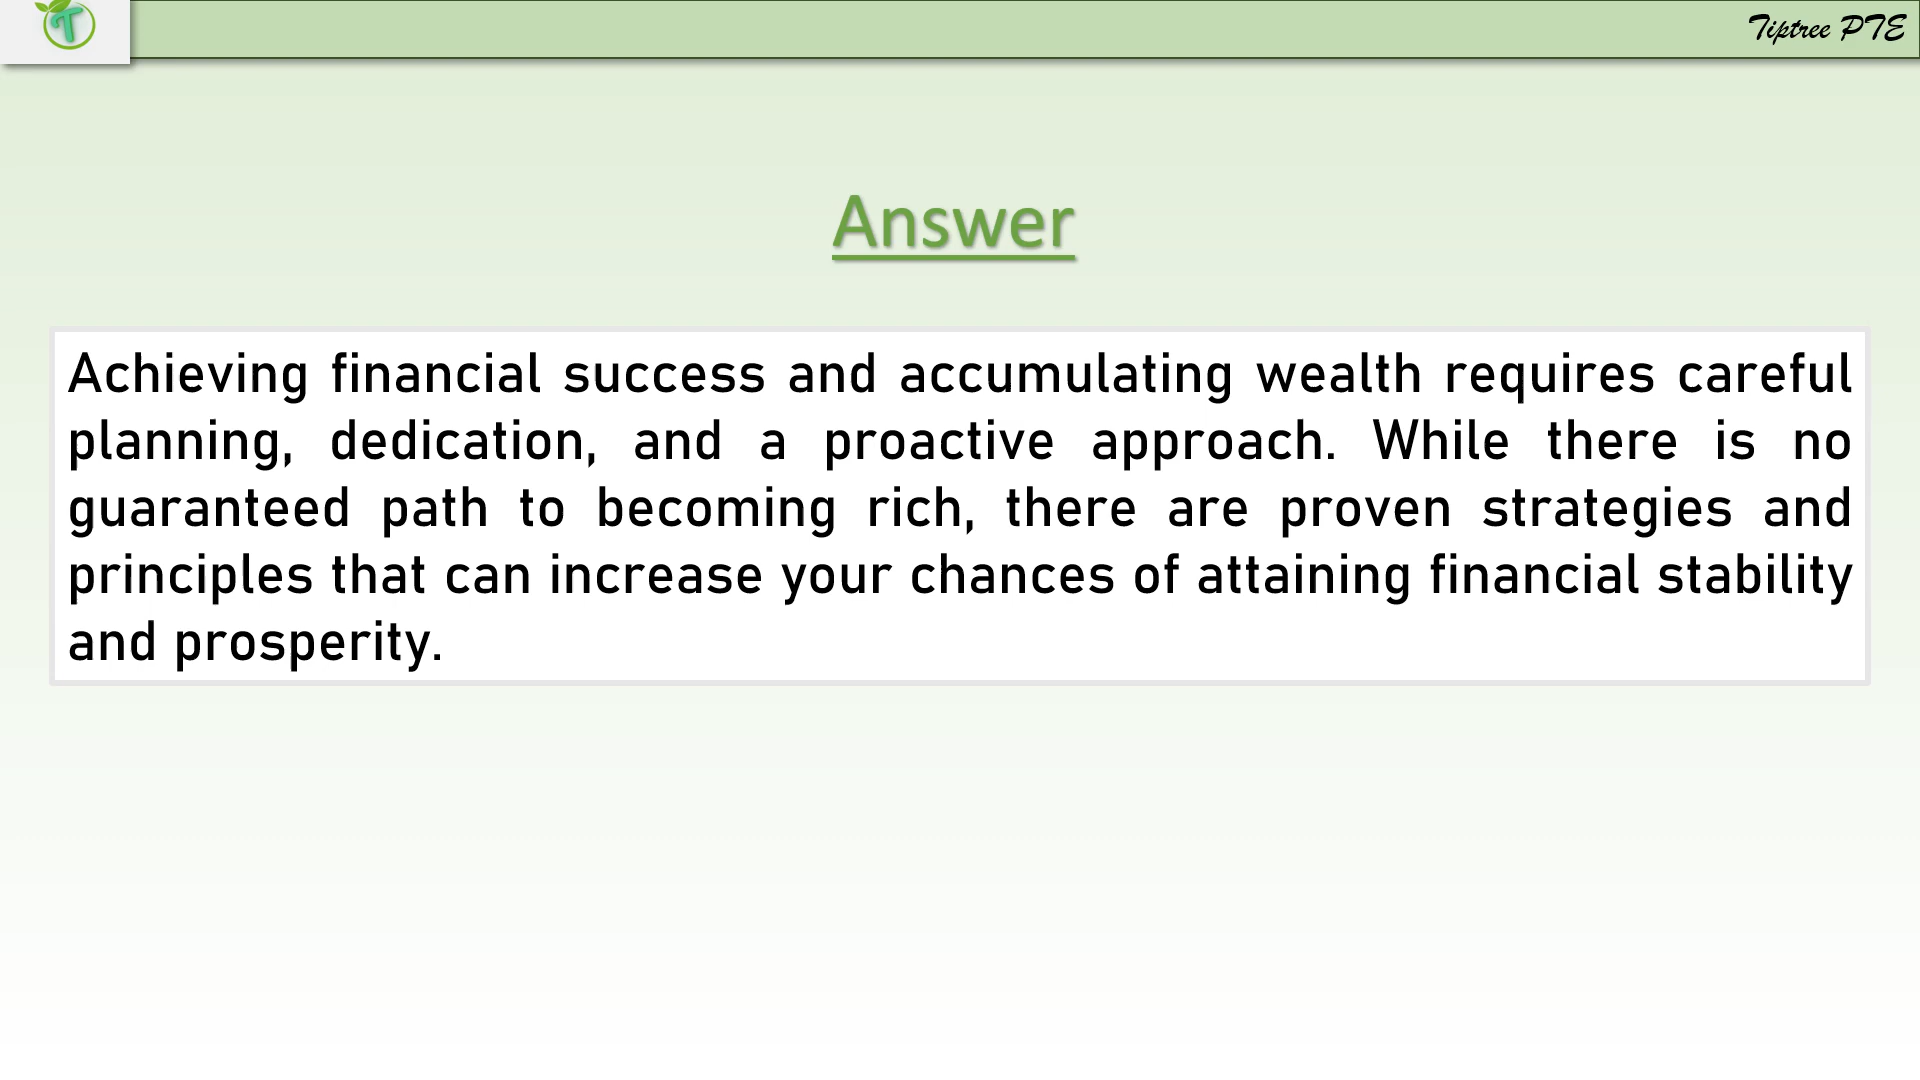 T
Tiptree PTE
Answer
Achieving financial success and accumulating wealth requires careful
planning, dedication, and a proactive approach. While there is no
guaranteed path to becoming rich, there are proven strategies and
principles that can increase your chances of attaining financial stability
and prosperity.